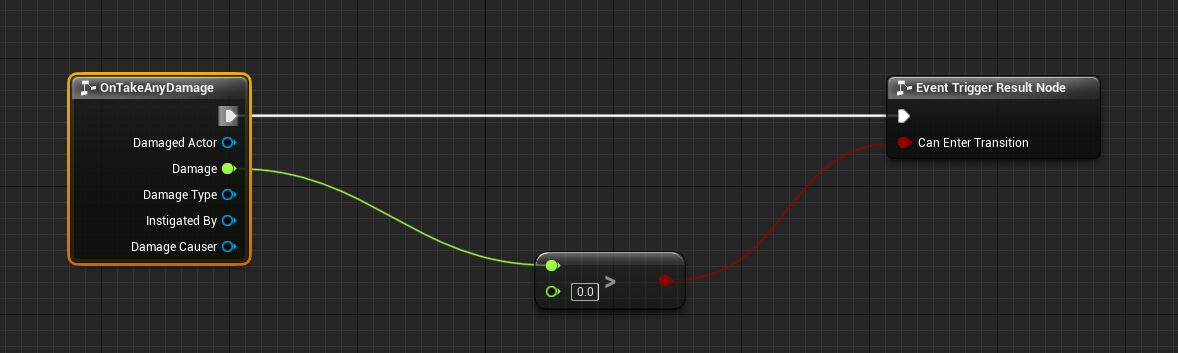 OnTakeAnyDamage
Damaged Actor
Damage
Damage Type
Instigated By
Damage Causer
0.0 >
Event Trigger Result Node
Can Enter Transition